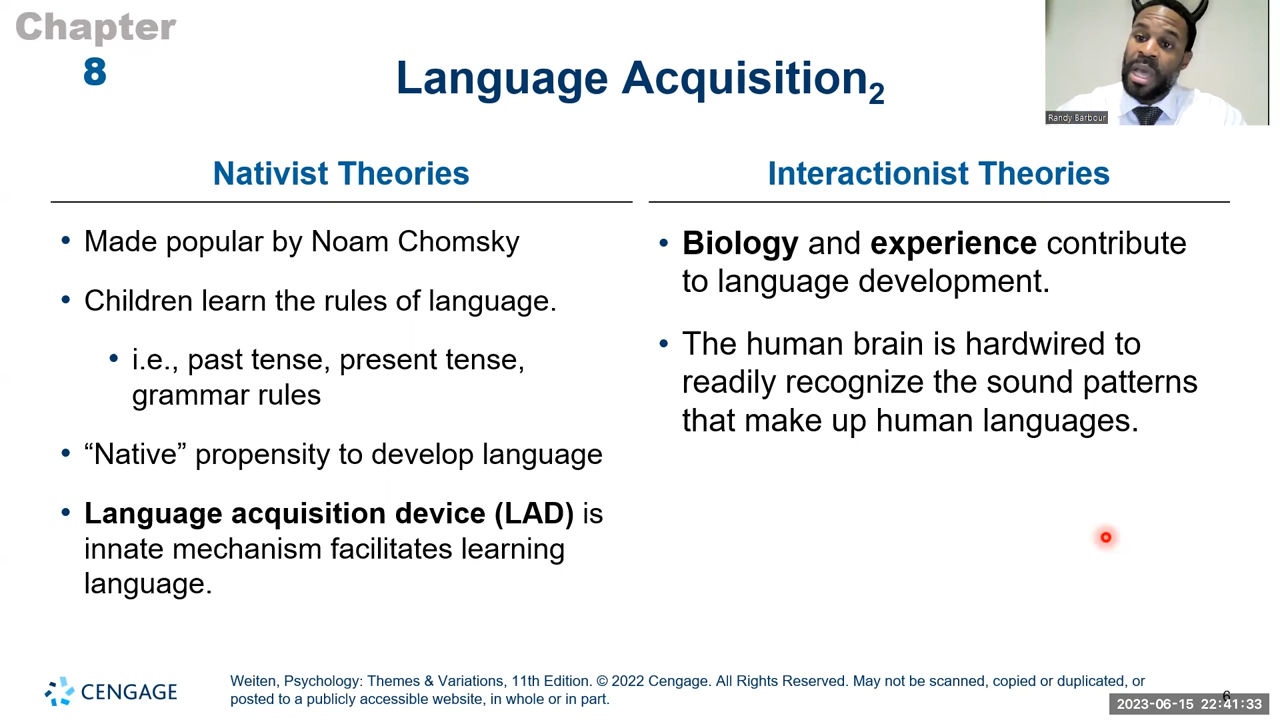 Chapter
8
Language Acquisition2
Randy Barbour
Nativist Theories
• Made popular by Noam Chomsky
• Children learn the rules of language.
• i.e., past tense, present tense,
grammar rules
• “Native” propensity to develop language
• Language acquisition device (LAD) is
innate mechanism facilitates learning
language.
Interactionist Theories
• Biology and experience contribute
to language development.
• The human brain is hardwired to
readily recognize the sound patterns
that make up human languages.
CENGAGE
Weiten, Psychology: Themes & Variations, 11th Edition. © 2022 Cengage. All Rights Reserved. May not be scanned, copied or duplicated, or
posted to a publicly accessible website, in whole or in part.
6
2023-06-15 22:41:33